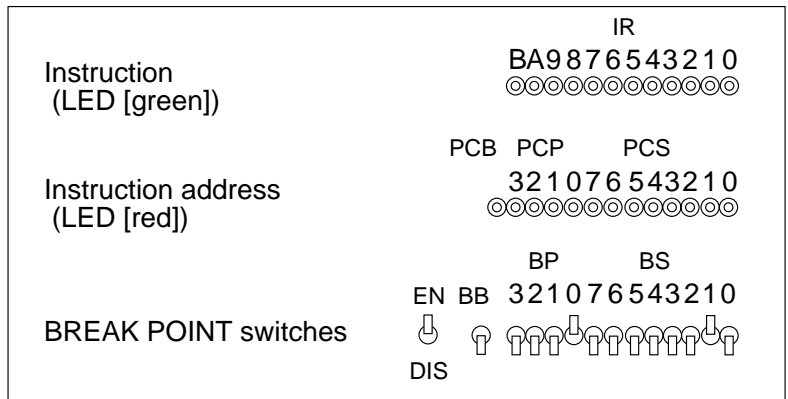 IR
Instruction BA9876543210
(LED [green])
PCB PCP PCS
Instruction address 321076543210
(LED [red])
BP BS
EN BB 321076543210
BREAK POINT switches
DIS